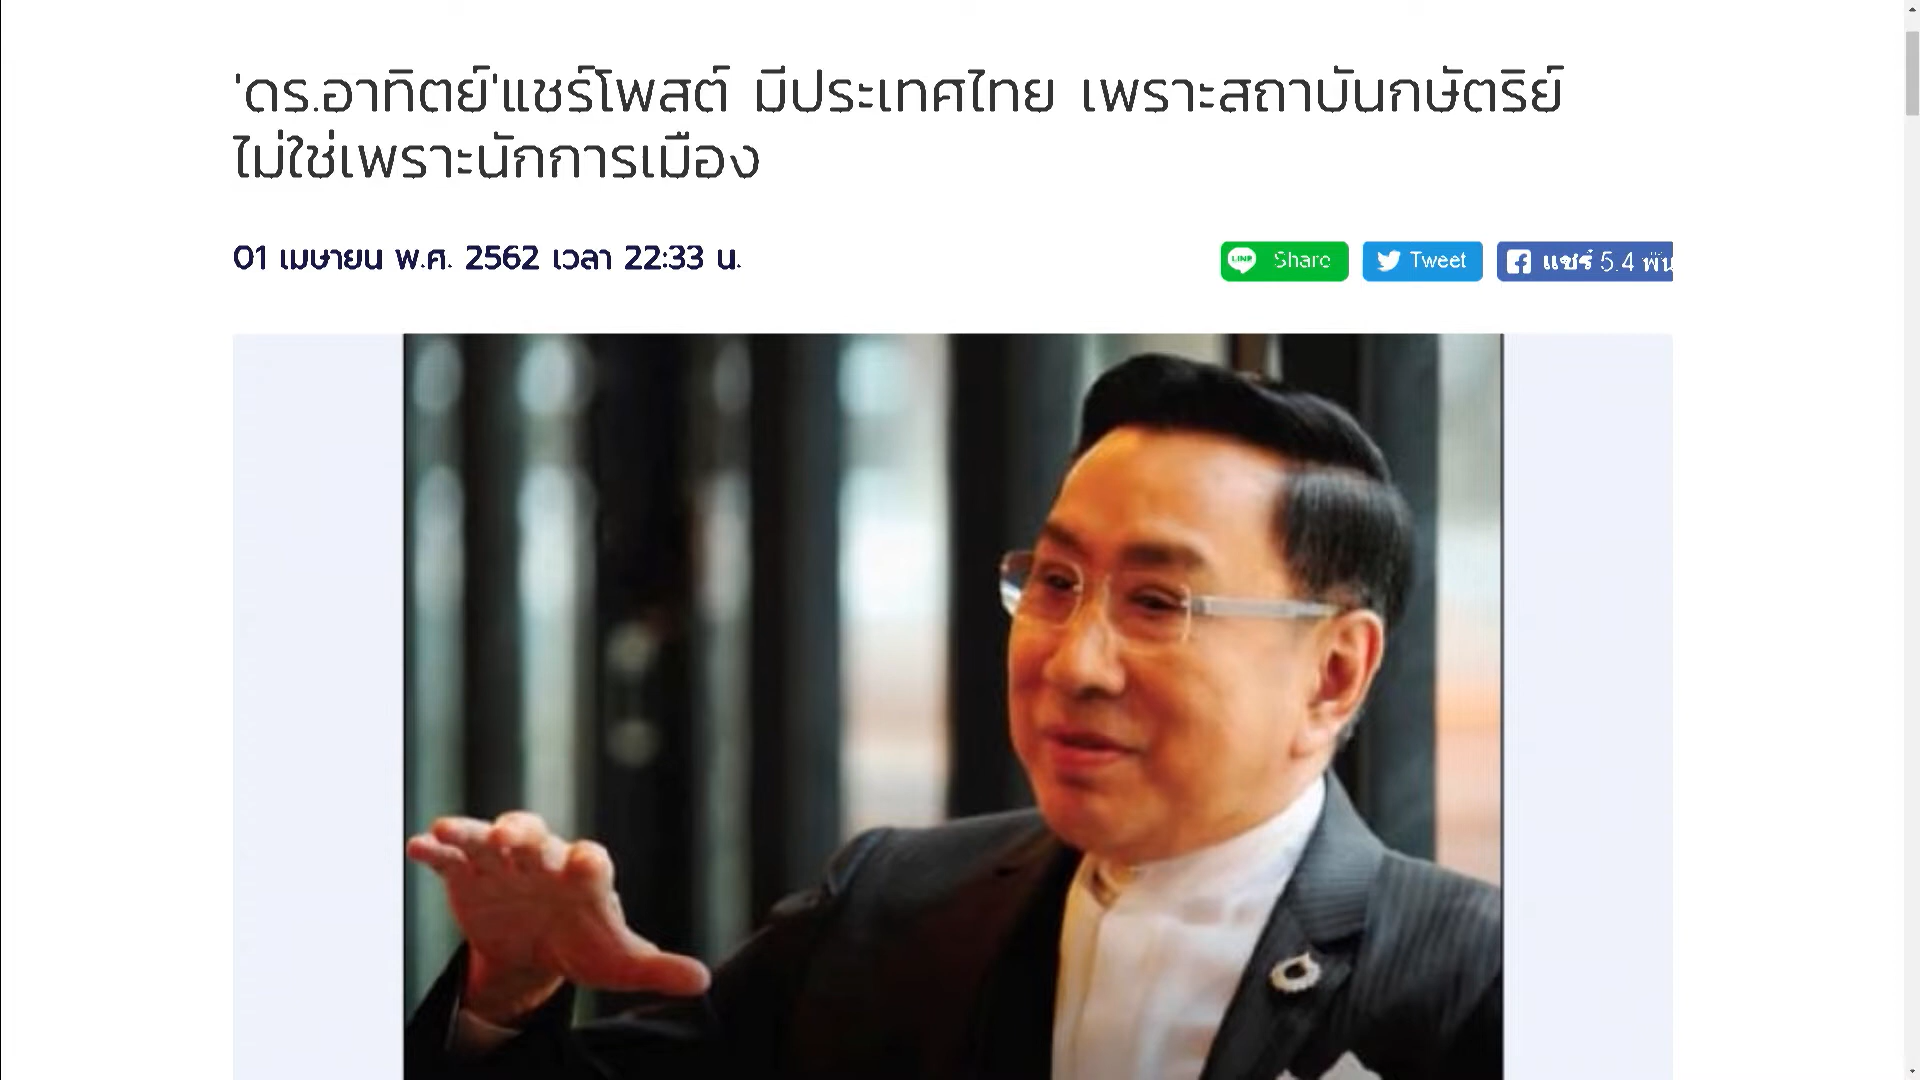 'ดร.อาทิตย์'แชร์โพสต์ มีประเทศไทย เพราะสถาบันกษัตริย์
ไม่ใช่เพราะนักการเมือง
01 เมษายน พ.ศ. 2562 เวลา 22:33 น.
LINE Share Tweet แชร์ 5.4 พัน